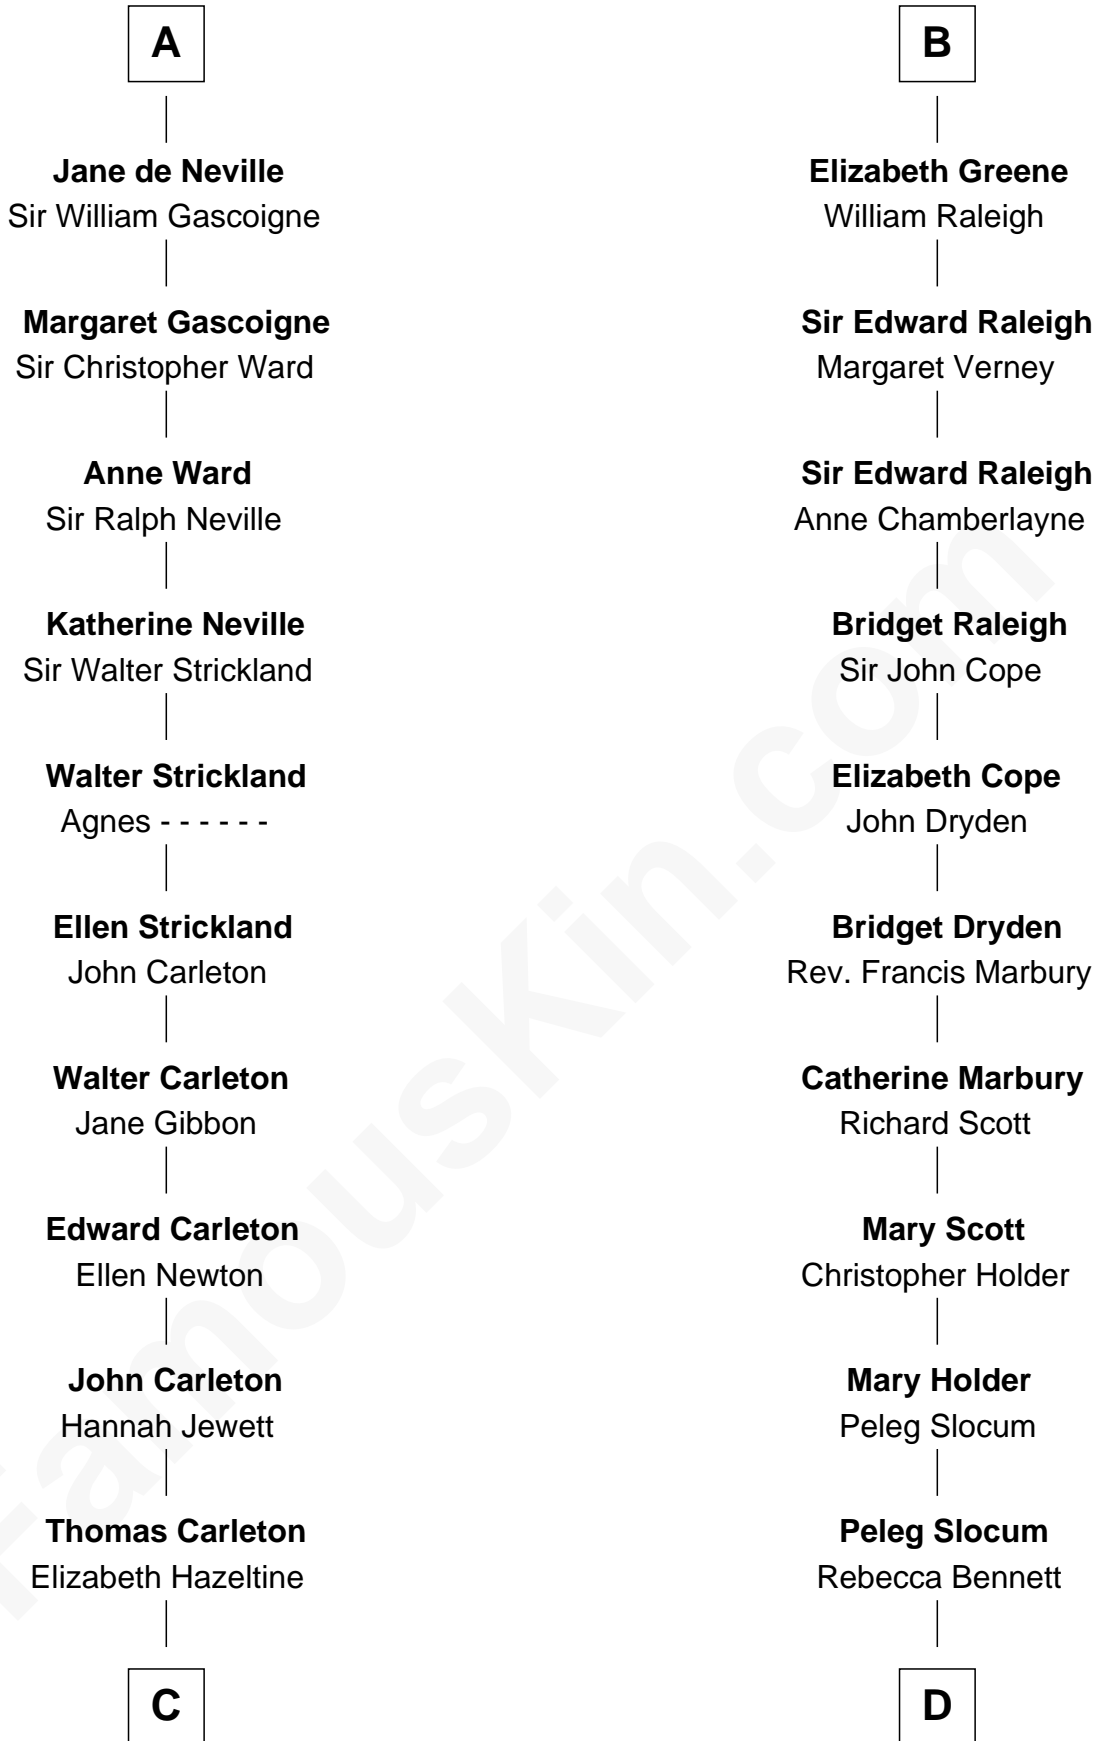 A
Jane de Neville
Sir William Gascoigne
Margaret Gascoigne
Sir Christopher Ward
Anne Ward
Sir Ralph Neville
Katherine Neville
Sir Walter Strickland
Walter Strickland
Agnes - - - - - -
Ellen Strickland
John Carleton
Walter Carleton
Jane Gibbon
Edward Carleton
Ellen Newton
John Carleton
Hannah Jewett
Thomas Carleton
Elizabeth Hazeltine
C
B
Elizabeth Greene
William Raleigh
Sir Edward Raleigh
Margaret Verney
Sir Edward Raleigh
Anne Chamberlayne
Bridget Raleigh
Sir John Cope
Elizabeth Cope
John Dryden
Bridget Dryden
Rev. Francis Marbury
Catherine Marbury
Richard Scott
Mary Scott
Christopher Holder
Mary Holder
Peleg Slocum
Peleg Slocum
Rebecca Bennett
D
FamousKin.com